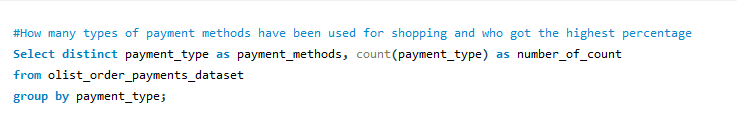 #How many types of payment methods have been used for shopping and who got the highest percentage
Select distinct payment_type as payment_methods, count(payment_type) as number_of_count
from olist_order_payments_dataset
group by payment_type;